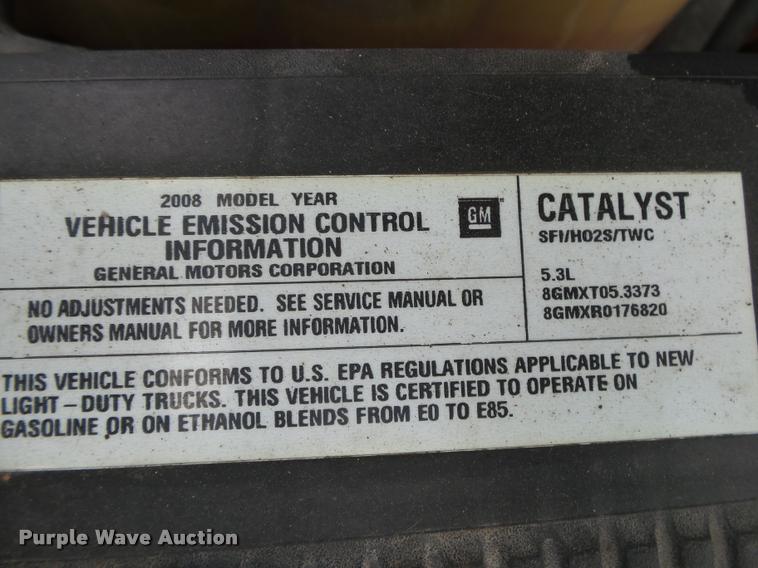 2008 MODEL YEAR
VEHICLE EMISSION CONTROL
INFORMATION
GENERAL MOTORS CORPORATION
GM
CATALYST
SFI/HO2S/TWC
5.3L
8GMXT05.3373
8GMXR0176820
NO ADJUSTMENTS NEEDED. SEE SERVICE MANUAL OR
OWNERS MANUAL FOR MORE INFORMATION.
THIS VEHICLE CONFORMS TO U.S. EPA REGULATIONS APPLICABLE TO NEW
LIGHT-DUTY TRUCKS. THIS VEHICLE IS CERTIFIED TO OPERATE ON
GASOLINE OR ON ETHANOL BLENDS FROM E0 TO E85.
Purple Wave Auction